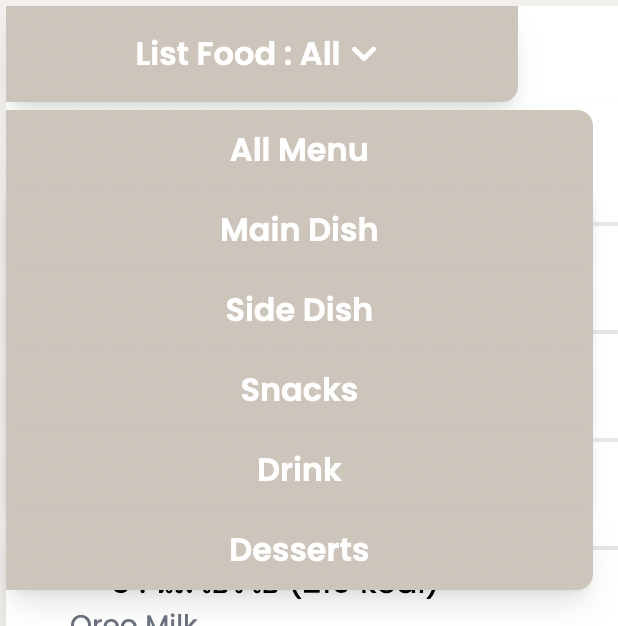 List Food : All
All Menu
Main Dish
Side Dish
Snacks
Drink
Desserts
Oreo Milk